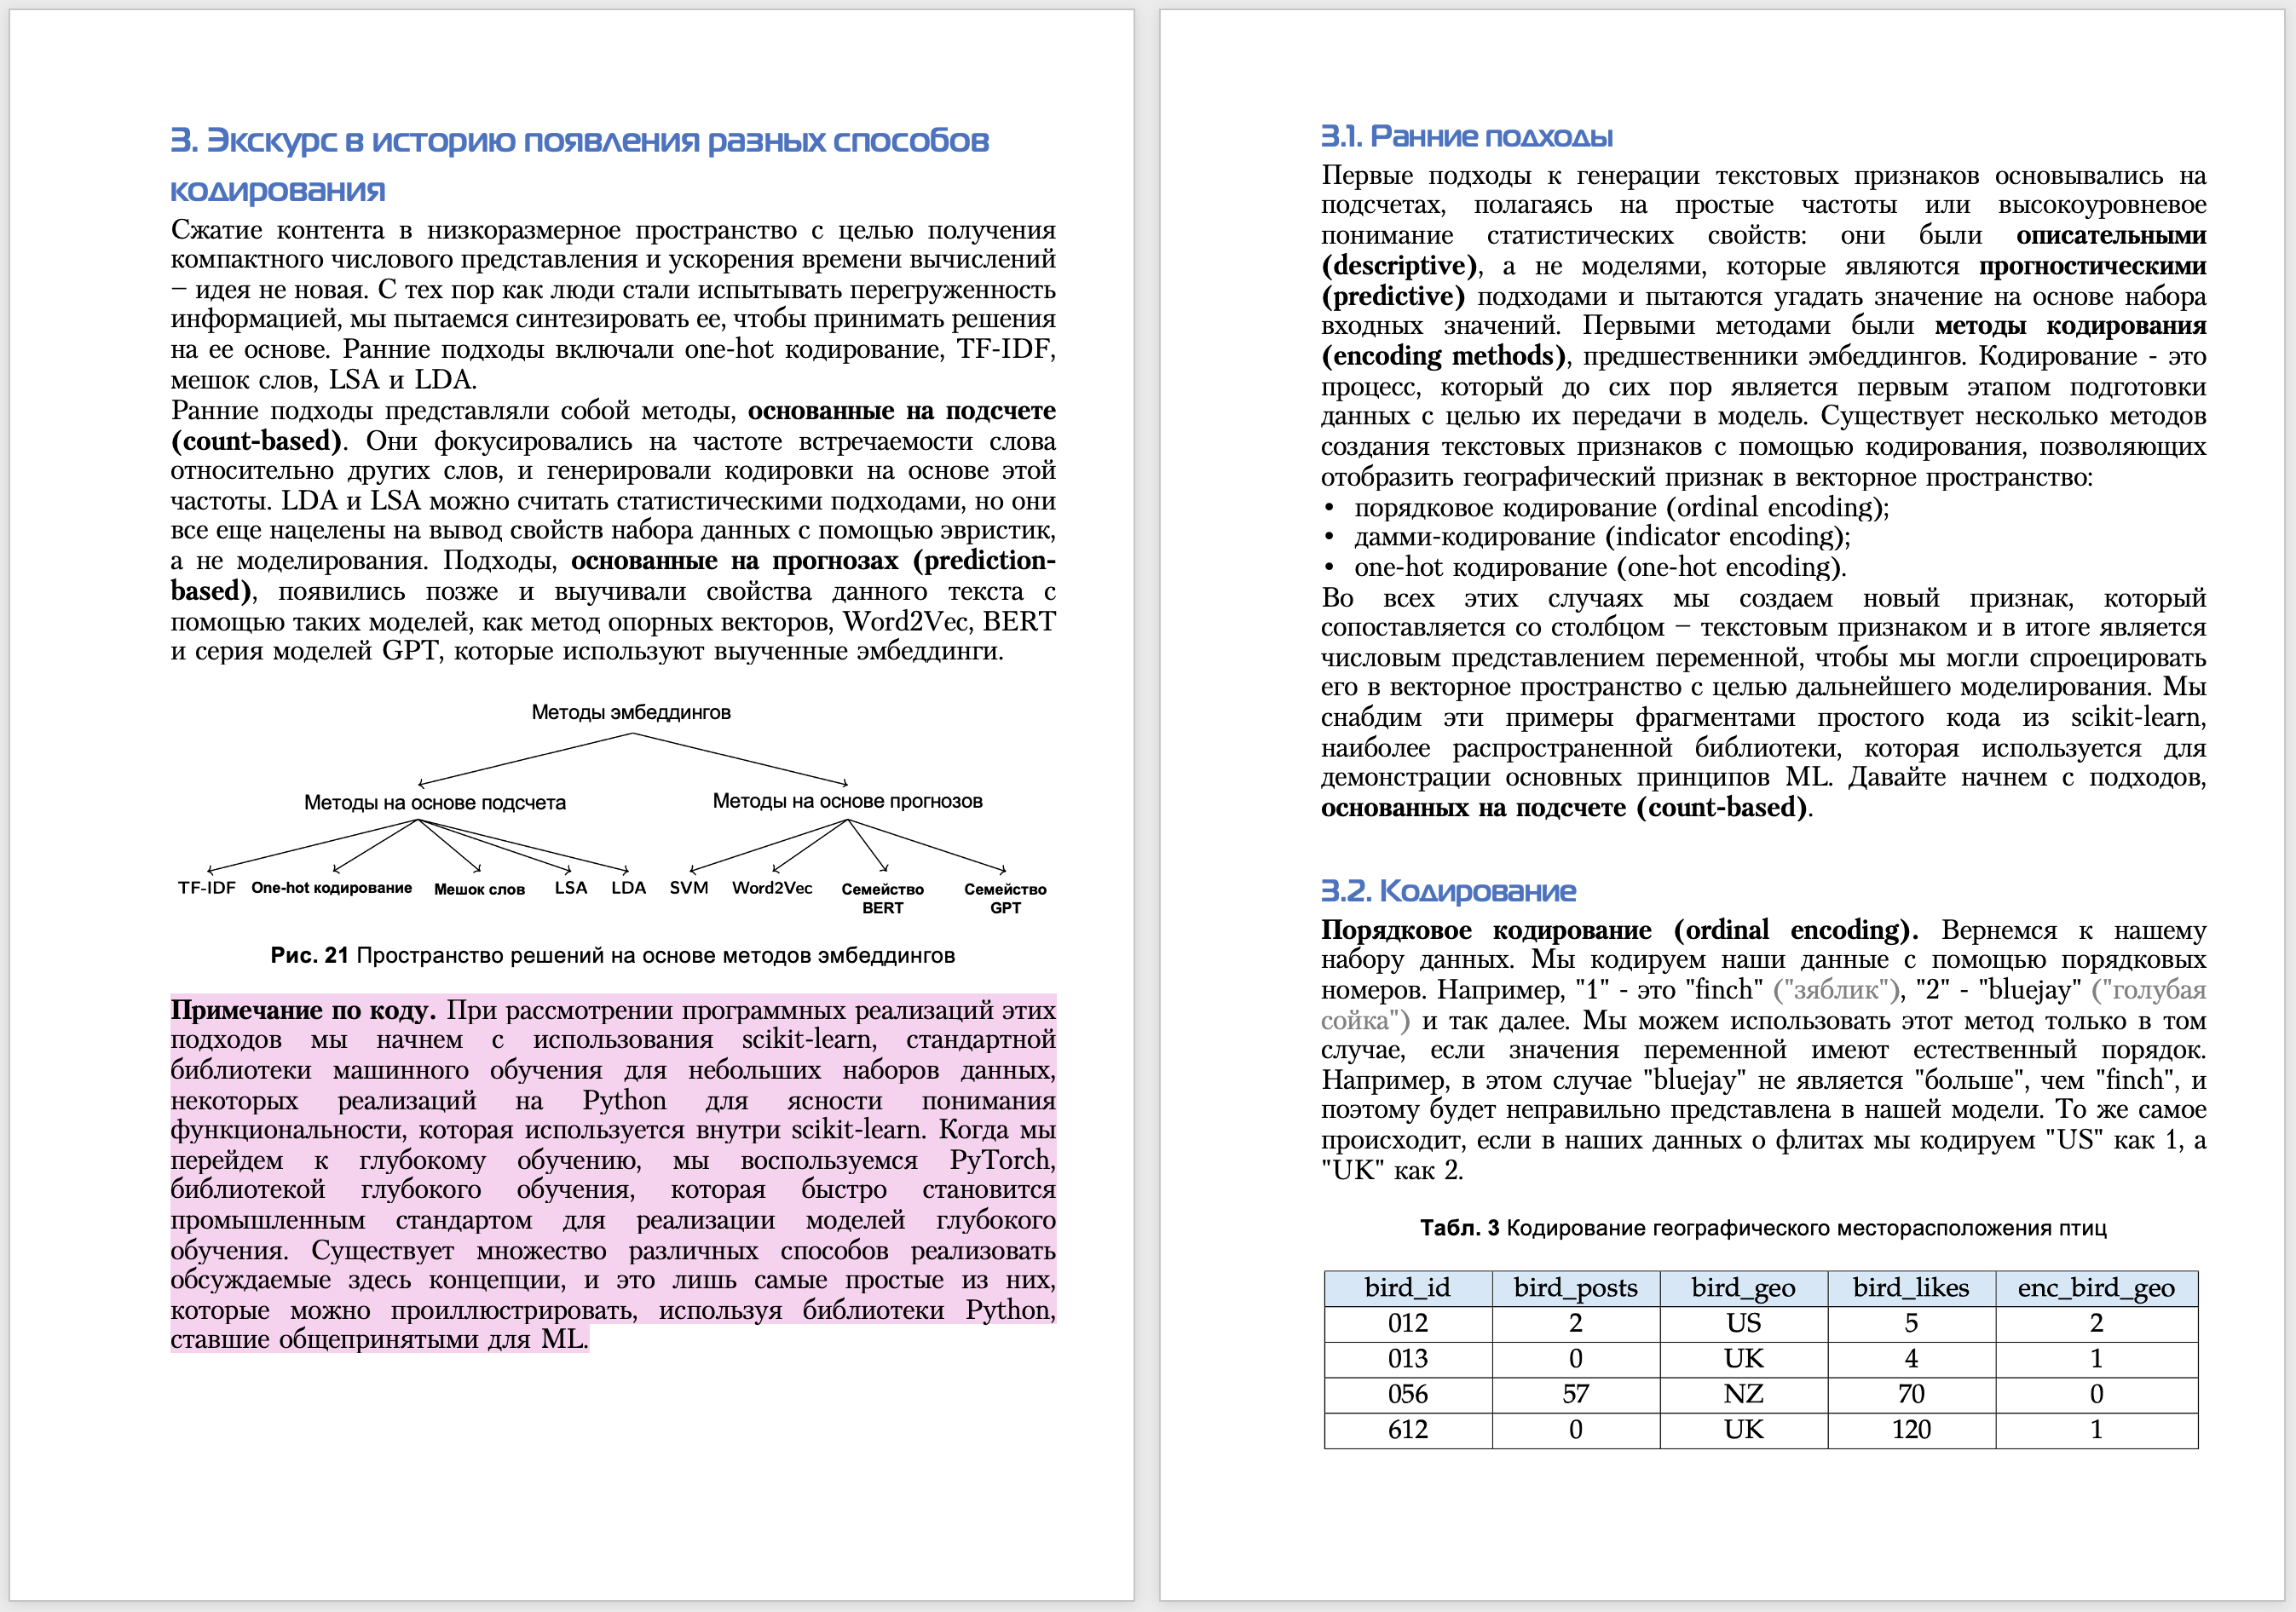 3. Экскурс в историю появления разных способов
кодирования
Сжатие контента в низкоразмерное пространство с целью получения
компактного числового представления и ускорения времени вычислений
– идея не новая. С тех пор как люди стали испытывать перегруженность
информацией, мы пытаемся синтезировать ее, чтобы принимать решения
на ее основе. Ранние подходы включали one-hot кодирование, TF-IDF,
мешок слов, LSA и LDA.
Ранние подходы представляли собой методы, основанные на подсчете
(count-based). Они фокусировались на частоте встречаемости слова
относительно других слов, и генерировали кодировки на основе этой
частоты. LDA и LSA можно считать статистическими подходами, но они
все еще нацелены на вывод свойств набора данных с помощью эвристик,
а не моделирования. Подходы, основанные на прогнозах (prediction-
based), появились позже и выучивали свойства данного текста с
помощью таких моделей, как метод опорных векторов, Word2Vec, BERT
и серия моделей GPT, которые используют выученные эмбеддинги.
Методы эмбеддингов
Методы на основе подсчета Методы на основе прогнозов
TF-IDF One-hot кодирование Мешок слов LSA LDA SVM Word2Vec Семейство Семейство
BERT GPT
Рис. 21 Пространство решений на основе методов эмбеддингов
Примечание по коду. При рассмотрении программных реализаций этих
подходов мы начнем с использования scikit-learn, стандартной
библиотеки машинного обучения для небольших наборов данных,
некоторых реализаций на Python для ясности понимания
функциональности, которая используется внутри scikit-learn. Когда мы
перейдем к глубокому обучению, мы воспользуемся PyTorch,
библиотекой глубокого обучения, которая быстро становится
промышленным стандартом для реализации моделей глубокого
обучения. Существует множество различных способов реализовать
обсуждаемые здесь концепции, и это лишь самые простые из них,
которые можно проиллюстрировать, используя библиотеки Python,
ставшие общепринятыми для ML.
3.1. Ранние подходы
Первые подходы к генерации текстовых признаков основывались на
подсчетах, полагаясь на простые частоты или высокоуровневое
понимание статистических свойств: они были описательными
(descriptive), а не моделями, которые являются прогностическими
(predictive) подходами и пытаются угадать значение на основе набора
входных значений. Первыми методами были методы кодирования
(encoding methods), предшественники эмбеддингов. Кодирование - это
процесс, который до сих пор является первым этапом подготовки
данных с целью их передачи в модель. Существует несколько методов
создания текстовых признаков с помощью кодирования, позволяющих
отобразить географический признак в векторное пространство:
• порядковое кодирование (ordinal encoding);
• дамми-кодирование (indicator encoding);
• one-hot кодирование (one-hot encoding).
Во всех этих случаях мы создаем новый признак, который
сопоставляется со столбцом – текстовым признаком и в итоге является
числовым представлением переменной, чтобы мы могли спроецировать
его в векторное пространство с целью дальнейшего моделирования. Мы
снабдим эти примеры фрагментами простого кода из scikit-learn,
наиболее распространенной библиотеки, которая используется для
демонстрации основных принципов ML. Давайте начнем с подходов,
основанных на подсчете (count-based).
3.2. Кодирование
Порядковое кодирование (ordinal encoding). Вернемся к нашему
набору данных. Мы кодируем наши данные с помощью порядковых
номеров. Например, "1" - это "finch" ("зяблик"), "2" - "bluejay" ("голубая
сойка") и так далее. Мы можем использовать этот метод только в том
случае, если значения переменной имеют естественный порядок.
Например, в этом случае "bluejay" не является "больше", чем "finch", и
поэтому будет неправильно представлена в нашей модели. То же самое
происходит, если в наших данных о флитах мы кодируем "US" как 1, а
"UK" как 2.
Табл. 3 Кодирование географического месторасположения птиц
bird_id bird_posts bird_geo bird_likes enc_bird_geo
012 2 US 5 2
013 0 UK 4 1
056 57 NZ 70 0
612 0 UK 120 1